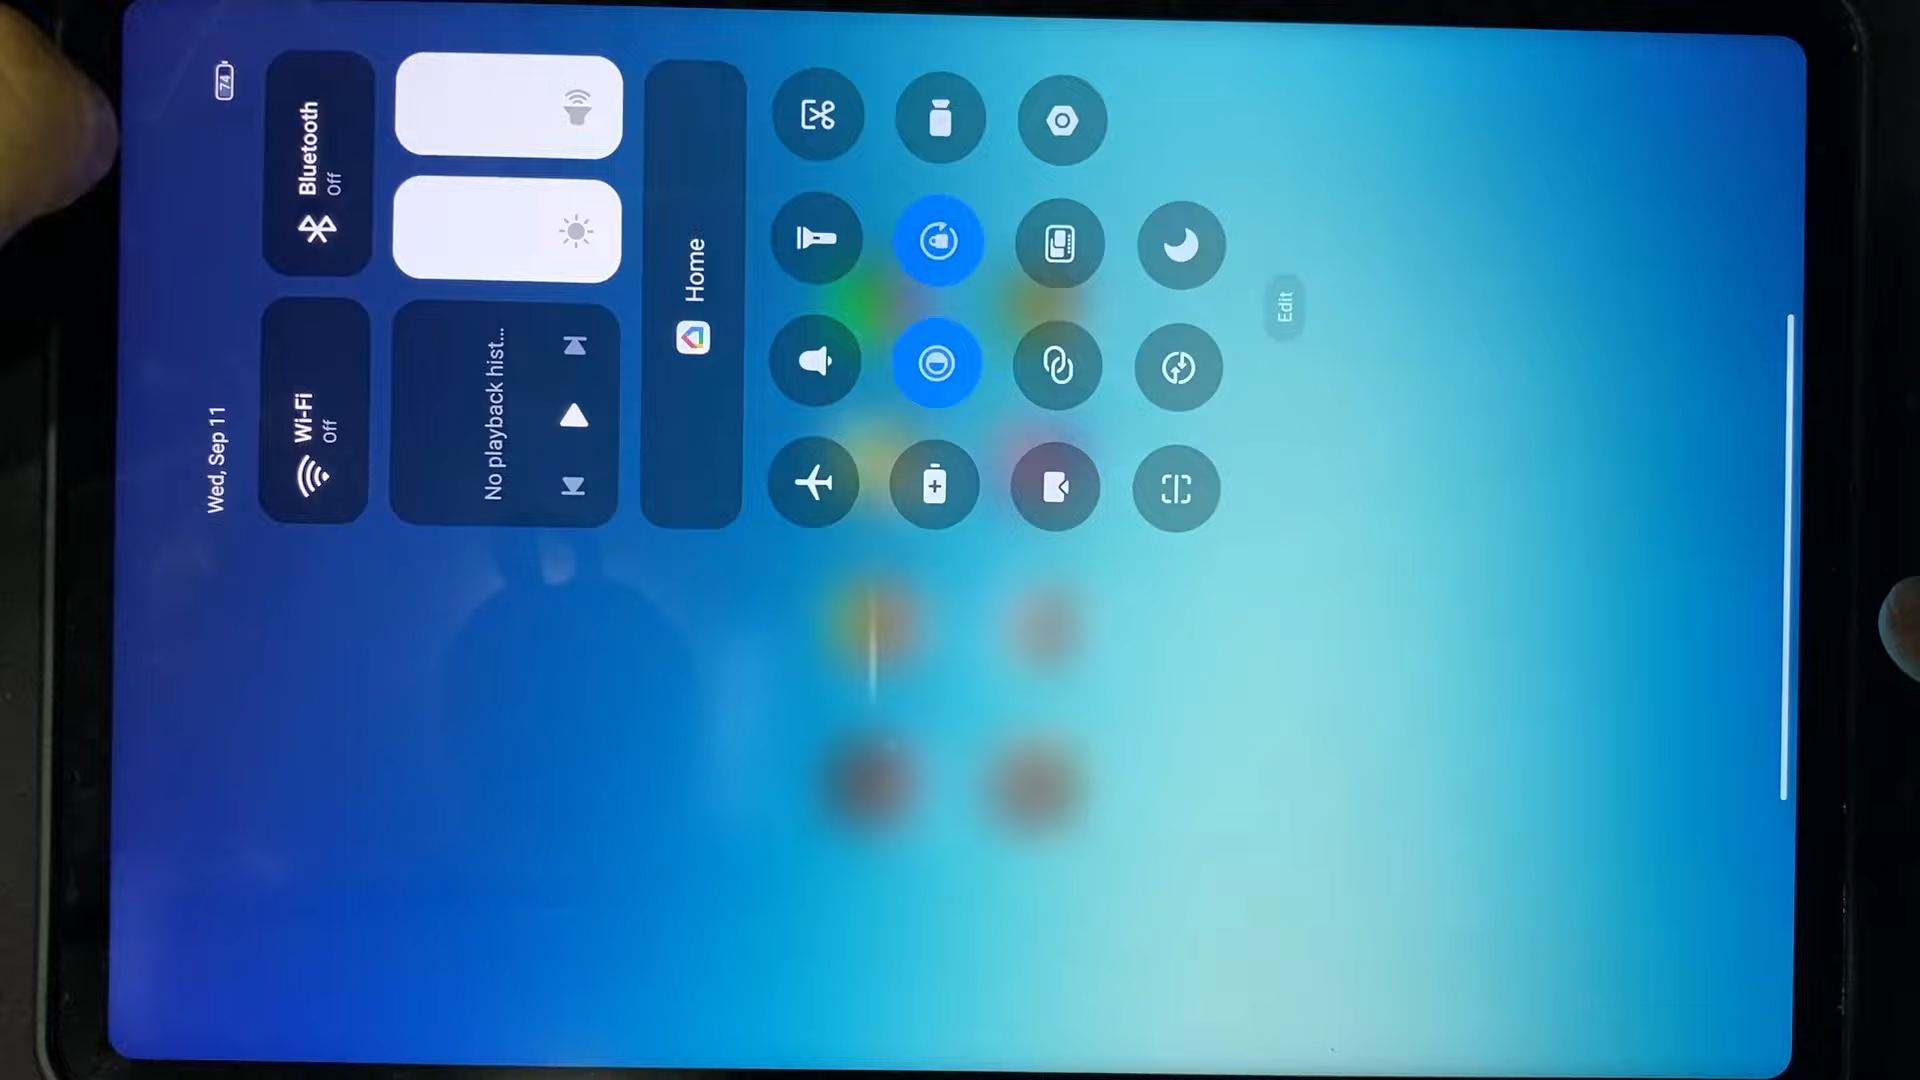 Wed, Sep 11
74
Wi-Fi
Off
Bluetooth
Off
No playback hist...
Home
Edit